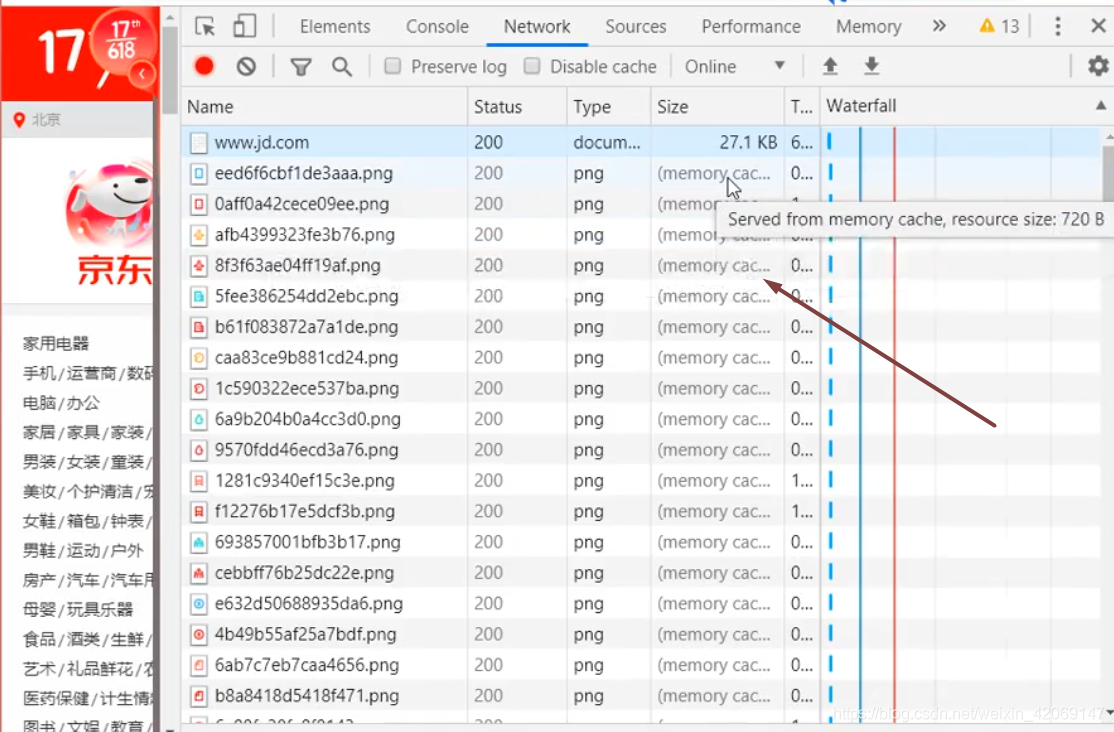 17
17th
618
北京
京东
家用电器
手机/运营商/数码
电脑/办公
家居/家具/家装/
男装/女装/童装/
美妆/个护清洁/宠
女鞋/箱包/钟表/
男鞋/运动/户外
房产/汽车/汽车用
母婴/玩具乐器
食品/酒类/生鲜/
艺术/礼品鲜花/农
医药保健/计生情
图书/文娱/教育/
Elements Console Network Sources Performance Memory » 13
Preserve log Disable cache Online
Name Status Type Size T... Waterfall
www.jd.com 200 docum... 27.1 KB 6...
eed6f6cbf1de3aaa.png 200 png (memory cac... 0...
0aff0a42cece09ee.png 200 png (memo
Served from memory cache, resource size: 720 B
afb4399323fe3b76.png 200 png (memory cac... 0...
8f3f63ae04ff19af.png 200 png (memory cac... 0...
5fee386254dd2ebc.png 200 png (memory cac... 0...
b61f083872a7a1de.png 200 png (memory cac... 0...
caa83ce9b881cd24.png 200 png (memory cac... 0...
1c590322ece537ba.png 200 png (memory cac... 0...
6a9b204b0a4cc3d0.png 200 png (memory cac... 0...
9570fdd46ecd3a76.png 200 png (memory cac... 0...
1281c9340ef15c3e.png 200 png (memory cac... 1...
f12276b17e5dcf3b.png 200 png (memory cac... 1...
693857001bfb3b17.png 200 png (memory cac... 0...
cebbff76b25dc22e.png 200 png (memory cac... 0...
e632d50688935da6.png 200 png (memory cac... 0...
4b49b55af25a7bdf.png 200 png (memory cac... 0...
6ab7c7eb7caa4656.png 200 png (memory cac... 0...
b8a8418d5418f471.png 200 png (memory cac... 0...
https://blog.csdn.net/weixin_42069147